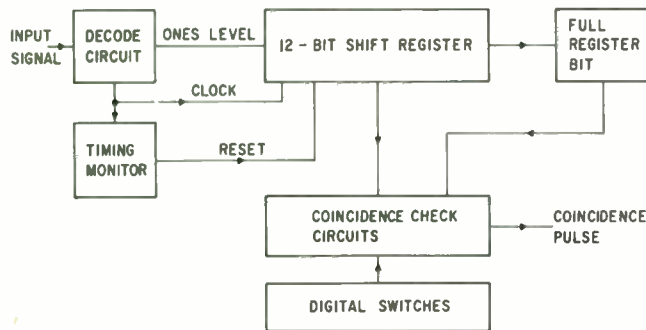 INPUT
SIGNAL
DECODE
CIRCUIT
ONES LEVEL
12-BIT SHIFT REGISTER
FULL
REGISTER
BIT
CLOCK
TIMING
MONITOR
RESET
COINCIDENCE CHECK
CIRCUITS
COINCIDENCE
PULSE
DIGITAL SWITCHES